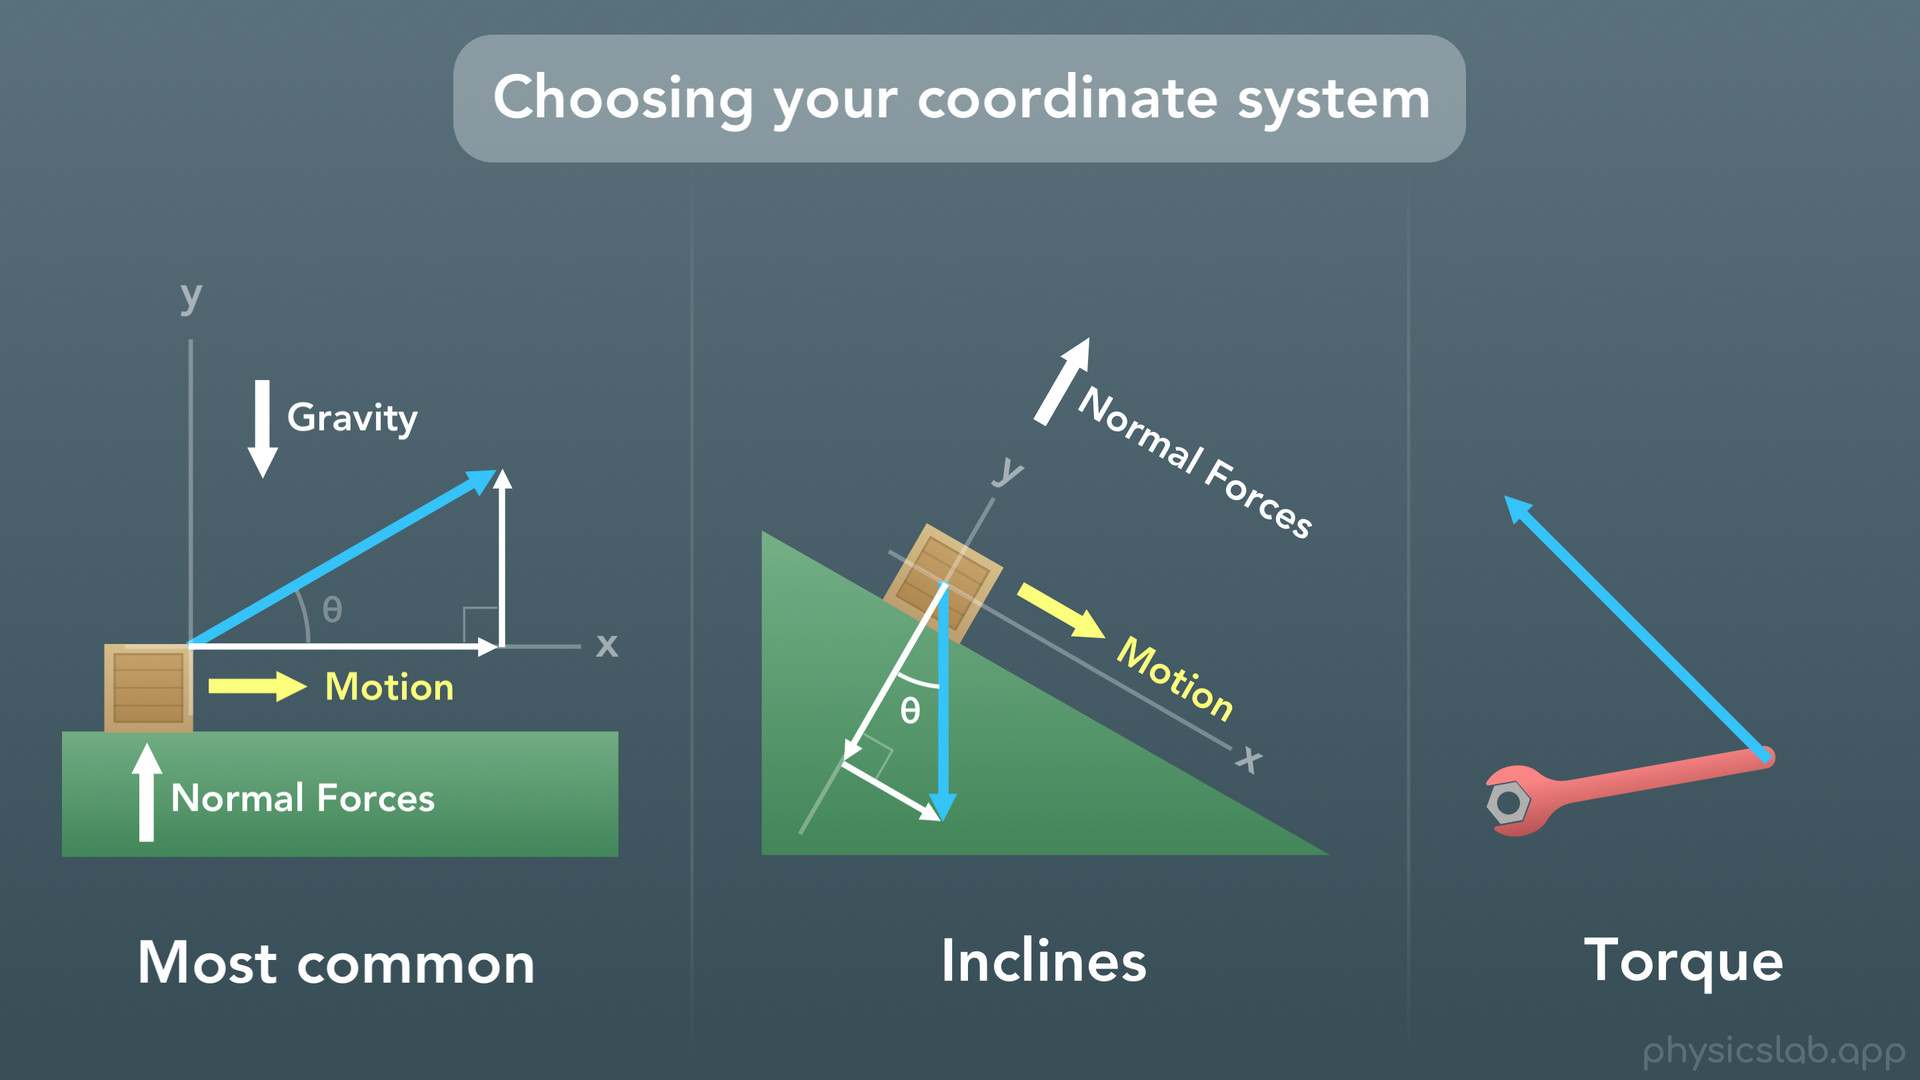 Choosing your coordinate system
y
Gravity
θ
x
Motion
Normal Forces
Most common
Normal Forces
y
Motion
θ
x
Inclines
Torque
physicslab.app